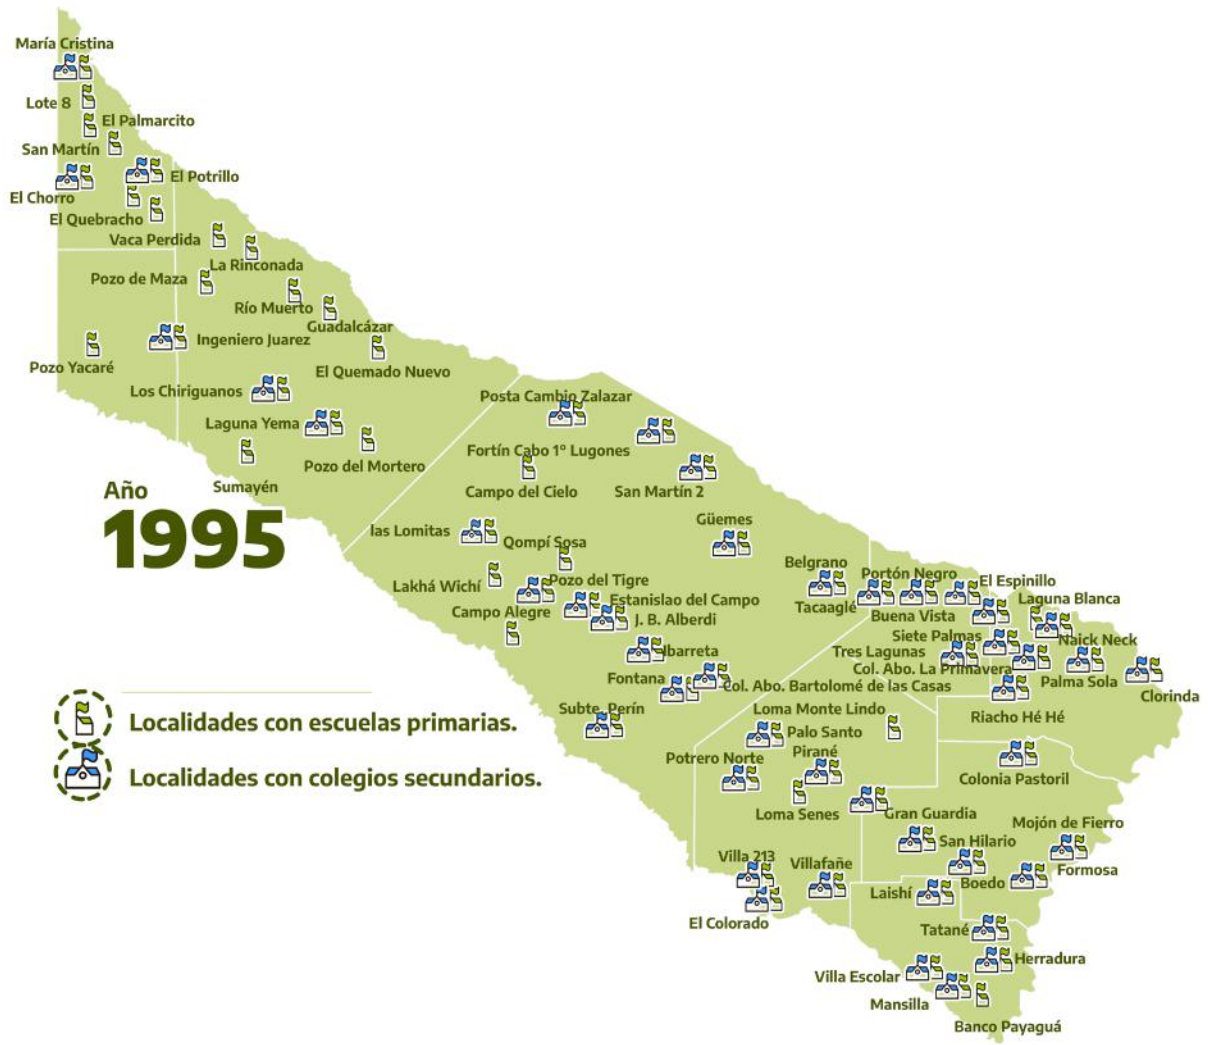 María Cristina
Lote 8
El Palmarcito
San Martín
El Potrillo
El Chorro
El Quebracho
Vaca Perdida
La Rinconada
Pozo de Maza
Río Muerto
Guadalcázar
Ingeniero Juarez
Pozo Yacaré
El Quemado Nuevo
Los Chiriguanos
Posta Cambio Zalazar
Laguna Yema
Fortín Cabo 1º Lugones
Pozo del Mortero
Sumayén
Campo del Cielo
San Martín 2
Año
1995
Güemes
las Lomitas
Qompí Sosa
Belgrano
Portón Negro
El Espinillo
Lakhá Wichí
Pozo del Tigre
Estanislao del Campo
Laguna Blanca
Campo Alegre
Tacaaglé
Buena Vista
J. B. Alberdi
Siete Palmas
Naick Neck
Ibarreta
Tres Lagunas
Col. Abo. La Primavera
Fontana
Col. Abo. Bartolomé de las Casas
Palma Sola
Clorinda
Subte. Perín
Loma Monte Lindo
Riacho Hé Hé
Localidades con escuelas primarias.
Palo Santo
Pirané
Potrero Norte
Localidades con colegios secundarios.
Colonia Pastoril
Loma Senes
Gran Guardia
Mojón de Fierro
San Hilario
Villa 213
Villafañe
Formosa
Boedo
Laishí
El Colorado
Tatané
Herradura
Villa Escolar
Mansilla
Banco Payaguá